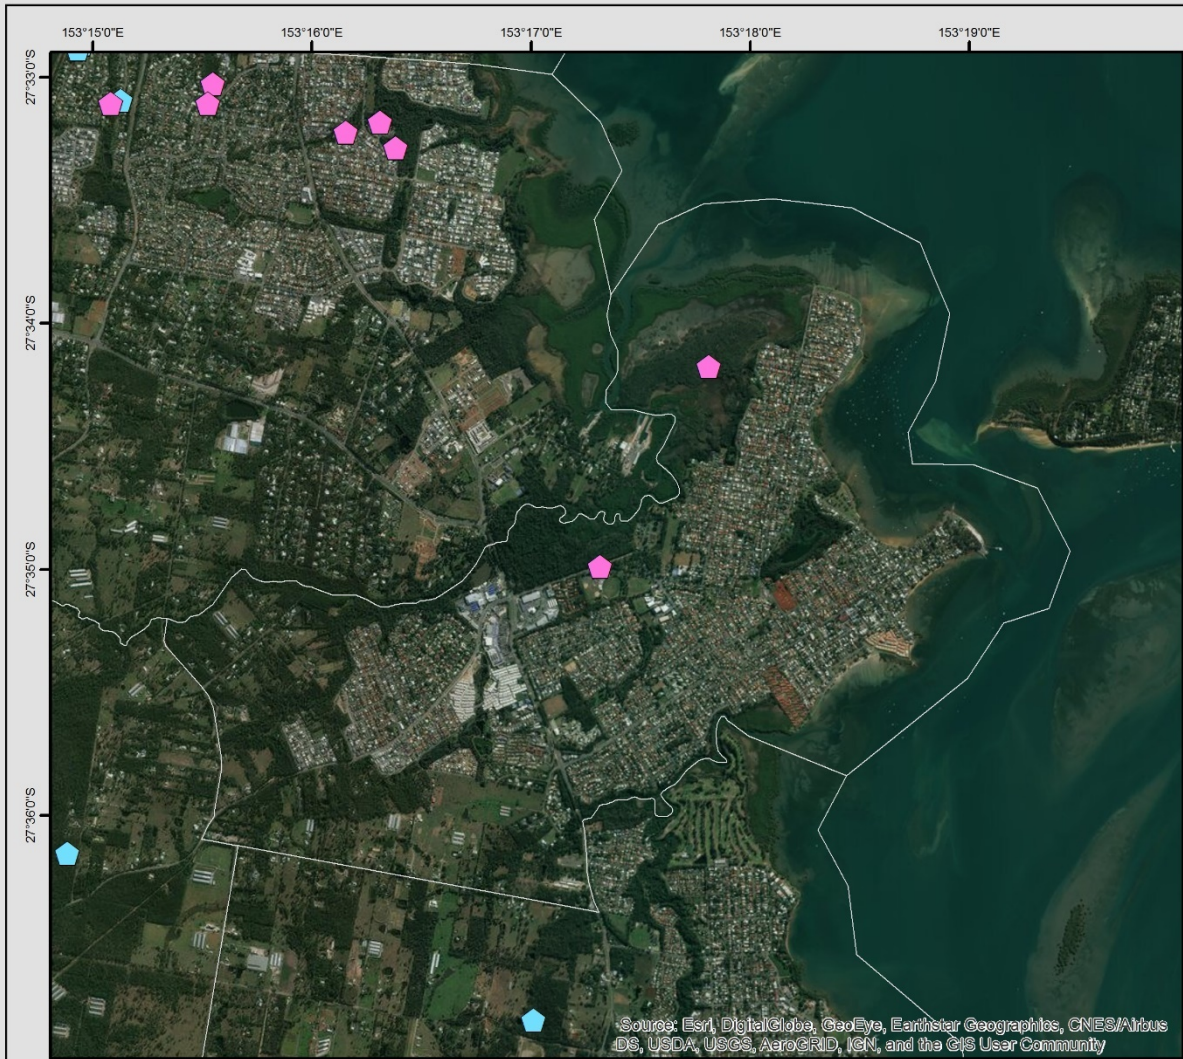 153°15'0"E
153°16'0"E
153°17'0"E
153°18'0"E
153°19'0"E
27°33'0"S
27°34'0"S
27°35'0"S
27°36'0"S
Source: Esri, DigitalGlobe, GeoEye, Earthstar Geographics, CNES/Airbus
DS, USDA, USGS, AeroGRID, IGN, and the GIS User Community